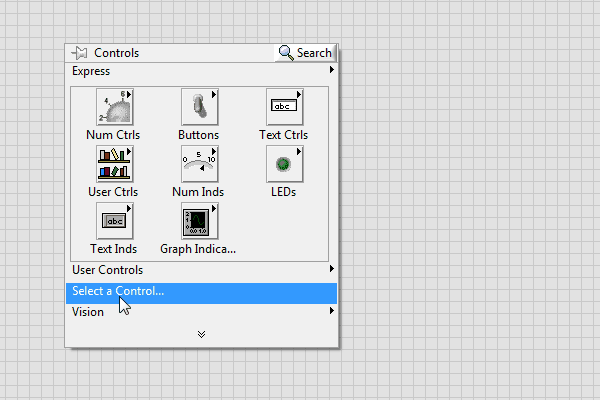 Controls
Search
Express
Num Ctrls
Buttons
Text Ctrls
User Ctrls
Num Inds
LEDs
Text Inds
Graph Indica...
User Controls
Select a Control...
Vision